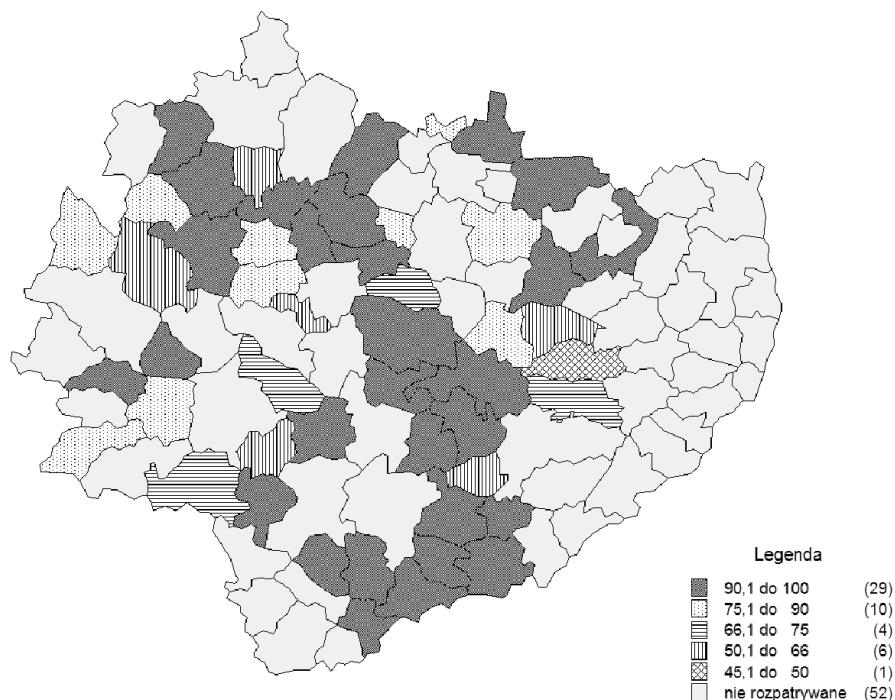 Legenda
90,1 do 100 (29)
75,1 do 90 (10)
66,1 do 75 (4)
50,1 do 66 (6)
45,1 do 50 (1)
nie rozpatrywane (52)